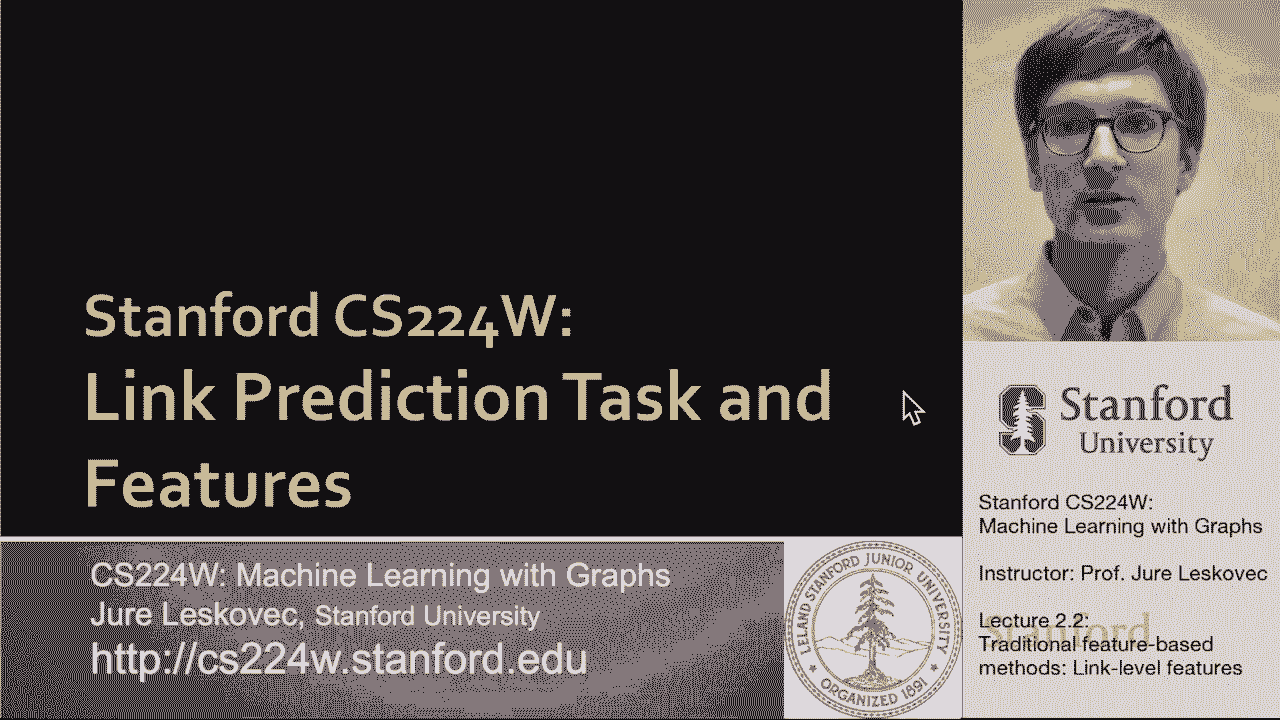 Stanford CS224W:
Link Prediction Task and
Features
CS224W: Machine Learning with Graphs
Jure Leskovec, Stanford University
http://cs224w.stanford.edu
LELAND STANFORD JUNIOR UNIVERSITY
ORGANIZED 1891
Stanford
University
Stanford CS224W:
Machine Learning with Graphs
Instructor: Prof. Jure Leskovec
Lecture 2.2:
Traditional feature-based
methods: Link-level features
Stanford